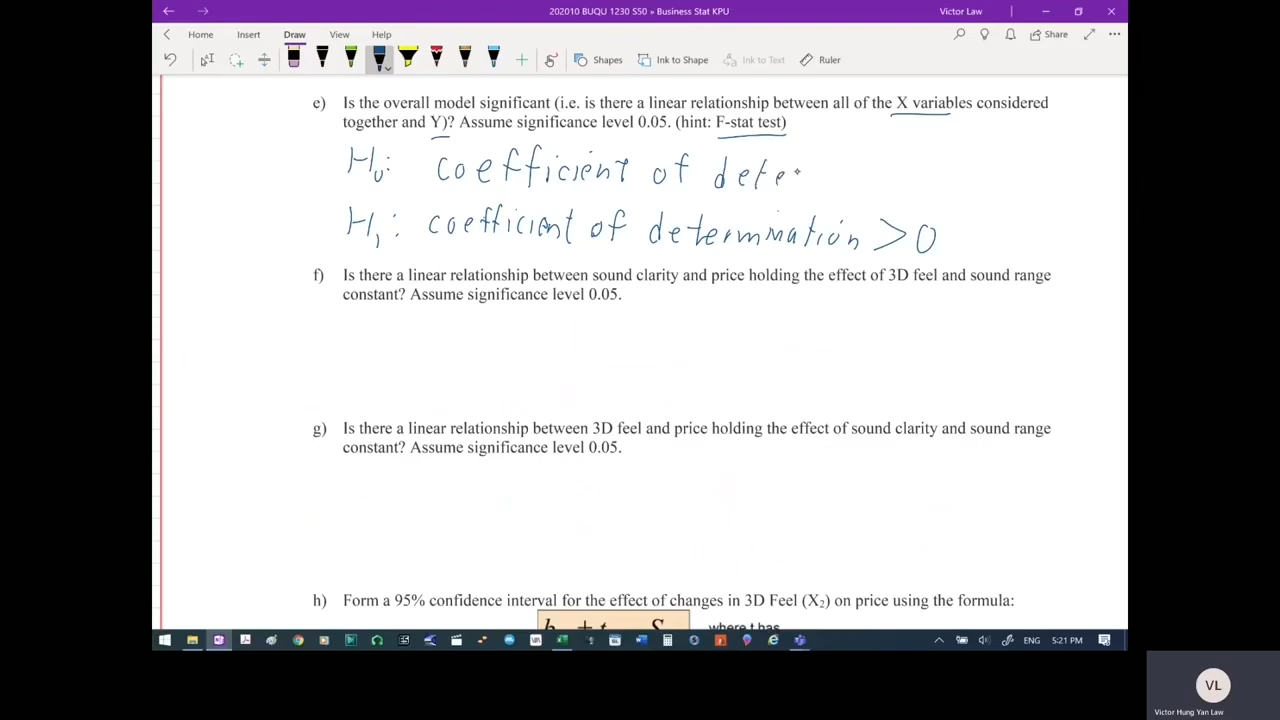 202010 BUQU 1230 S50 » Business Stat KPU
Victor Law
Home Insert Draw View Help
Share
Shapes Ink to Shape Ink to Text Ruler
e) Is the overall model significant (i.e. is there a linear relationship between all of the X variables considered
together and Y)? Assume significance level 0.05. (hint: F-stat test)
H₀: coefficient of dete
H₁: coefficient of determination > 0
f) Is there a linear relationship between sound clarity and price holding the effect of 3D feel and sound range
constant? Assume significance level 0.05.
g) Is there a linear relationship between 3D feel and price holding the effect of sound clarity and sound range
constant? Assume significance level 0.05.
h) Form a 95% confidence interval for the effect of changes in 3D Feel (X₂) on price using the formula:
where t has
ENG 5:21 PM
VL
Victor Hung Yan Law